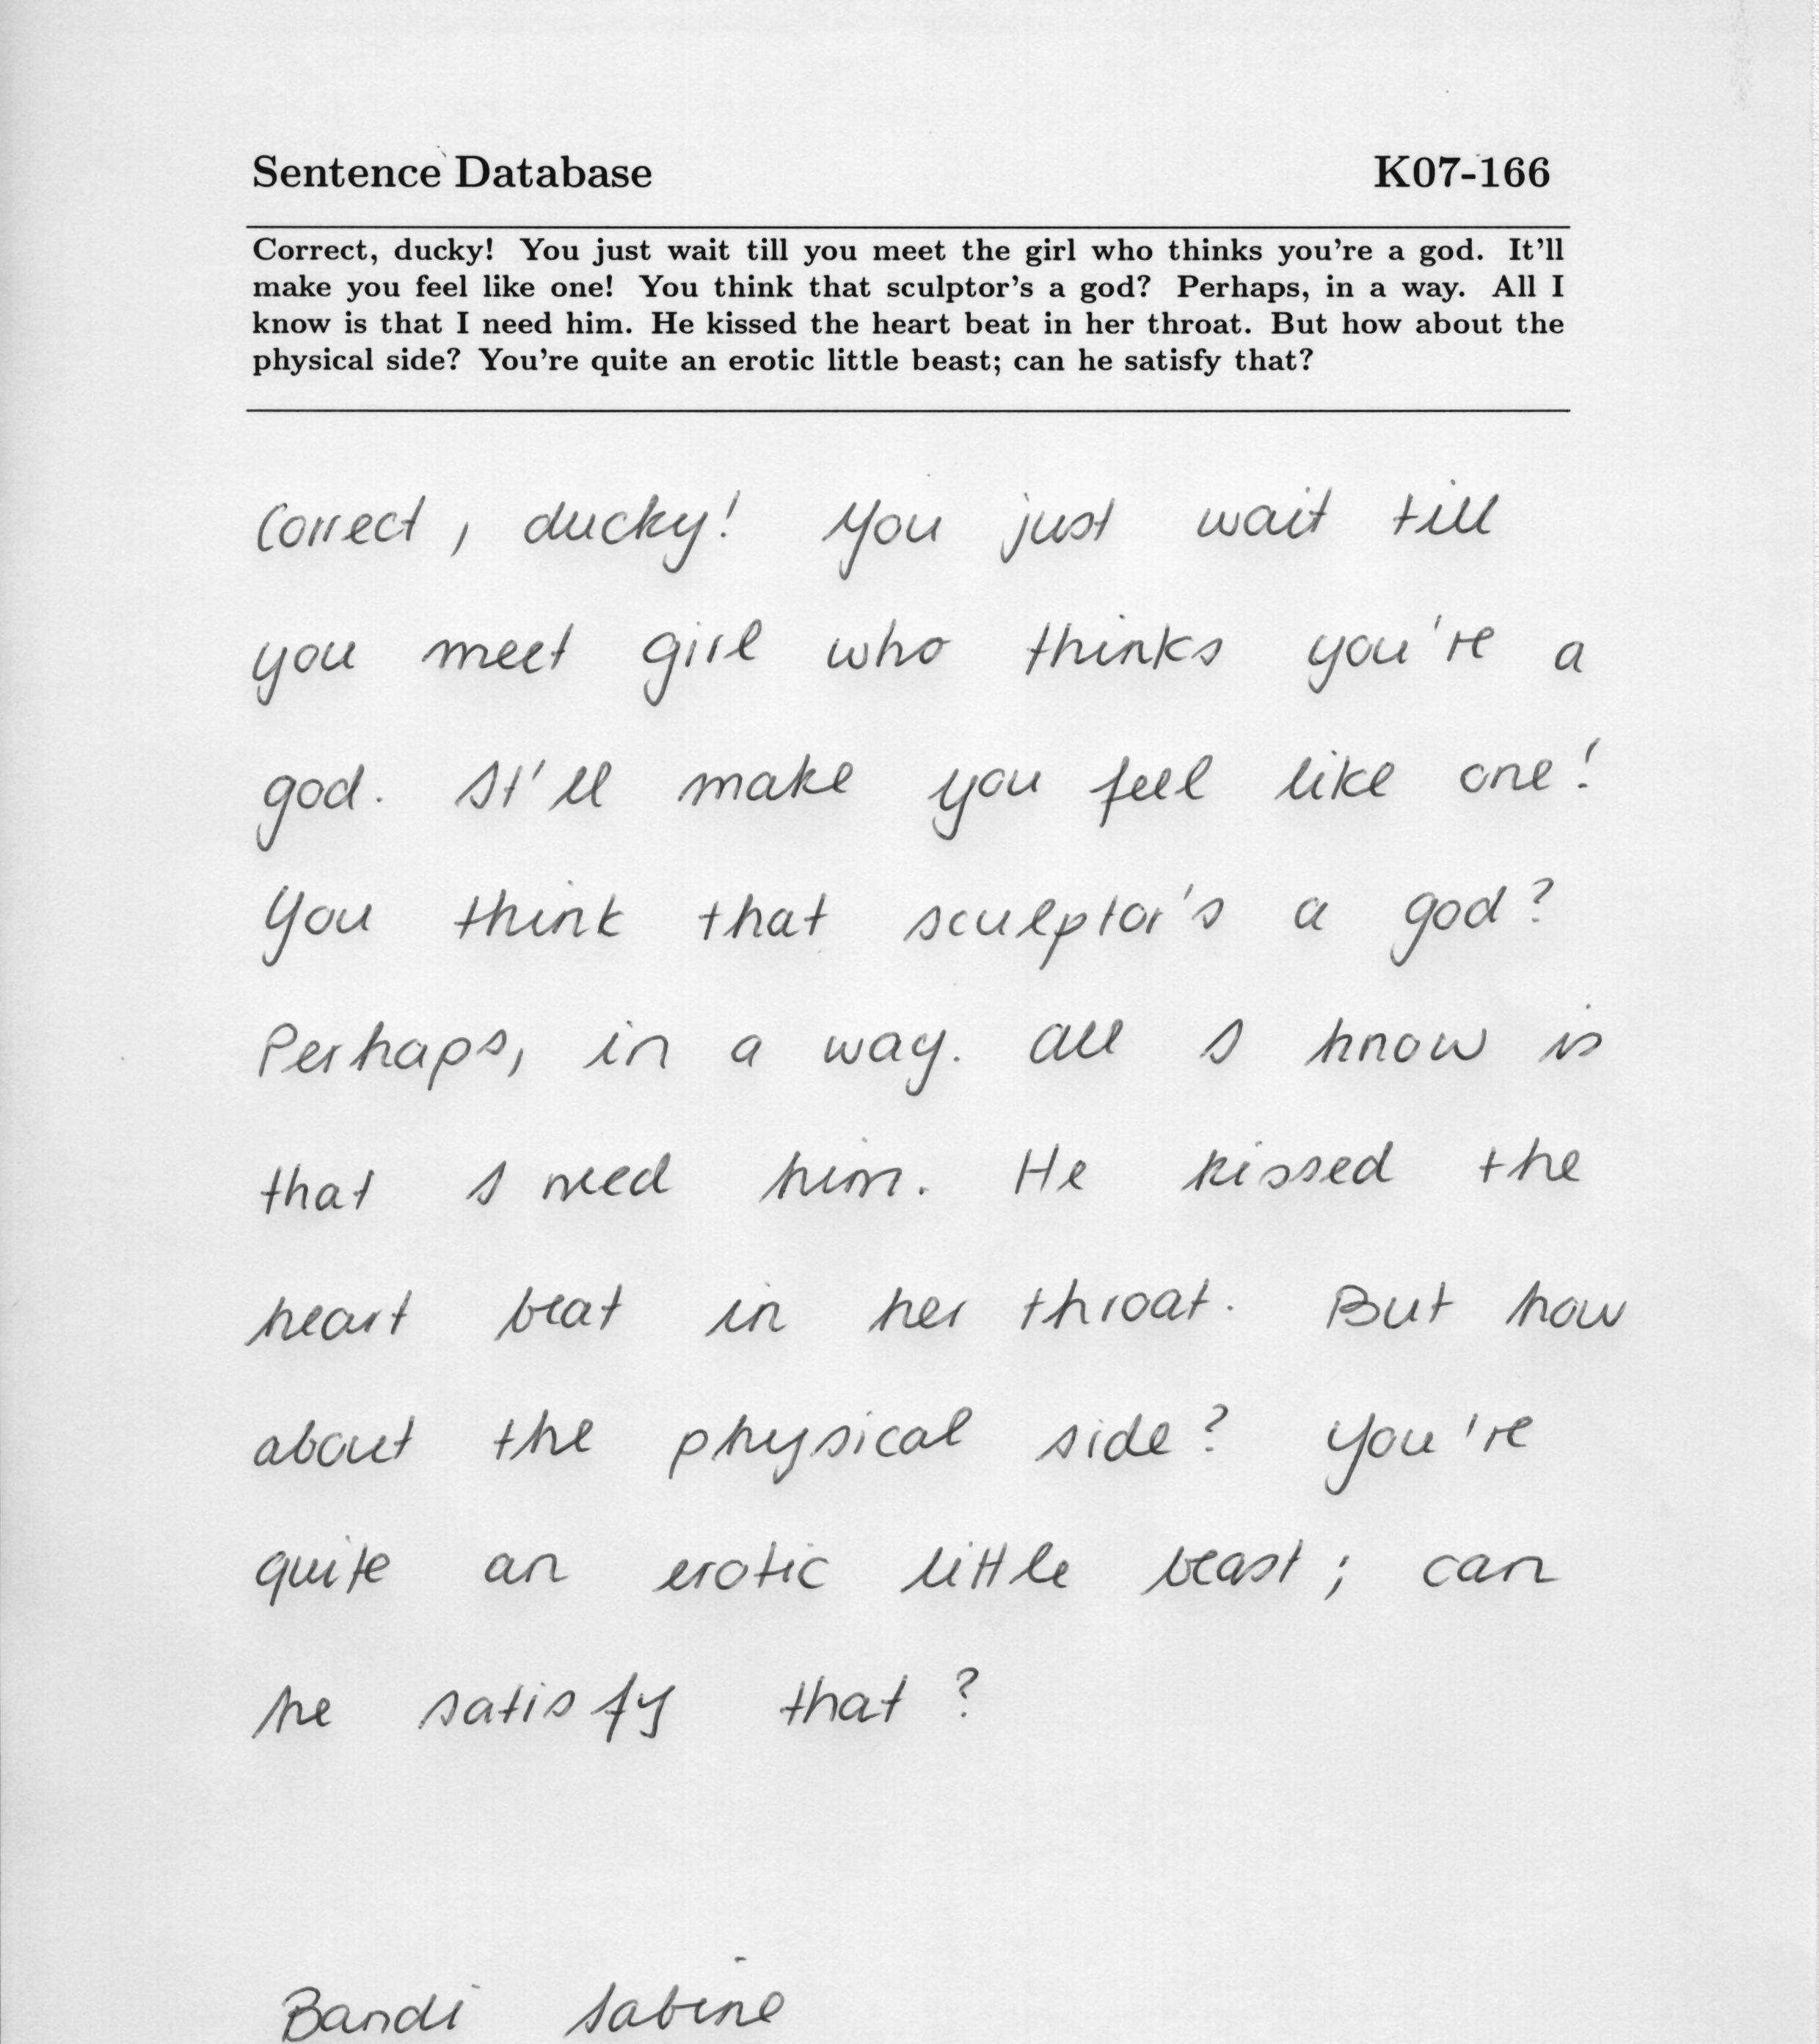 Sentence Database K07-166
Correct, ducky! You just wait till you meet the girl who thinks you're a god. It'll
make you feel like one! You think that sculptor's a god? Perhaps, in a way. All I
know is that I need him. He kissed the heart beat in her throat. But how about the
physical side? You're quite an erotic little beast; can he satisfy that?
Correct, ducky! You just wait till
you meet girl who thinks you're a
god. It'll make you feel like one!
You think that sculptor's a god?
Perhaps, in a way. All I know is
that I need him. He kissed the
heart beat in her throat. But how
about the physical side? You're
quite an erotic little beast; can
he satisfy that?
Bandi Sabine